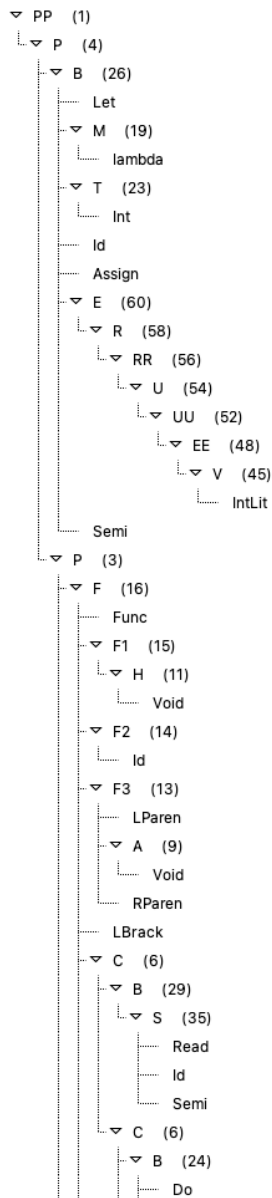 PP (1)
P (4)
B (26)
Let
M (19)
lambda
T (23)
Int
Id
Assign
E (60)
R (58)
RR (56)
U (54)
UU (52)
EE (48)
V (45)
IntLit
Semi
P (3)
F (16)
Func
F1 (15)
H (11)
Void
F2 (14)
Id
F3 (13)
LParen
A (9)
Void
RParen
LBrack
C (6)
B (29)
S (35)
Read
Id
Semi
C (6)
B (24)
Do